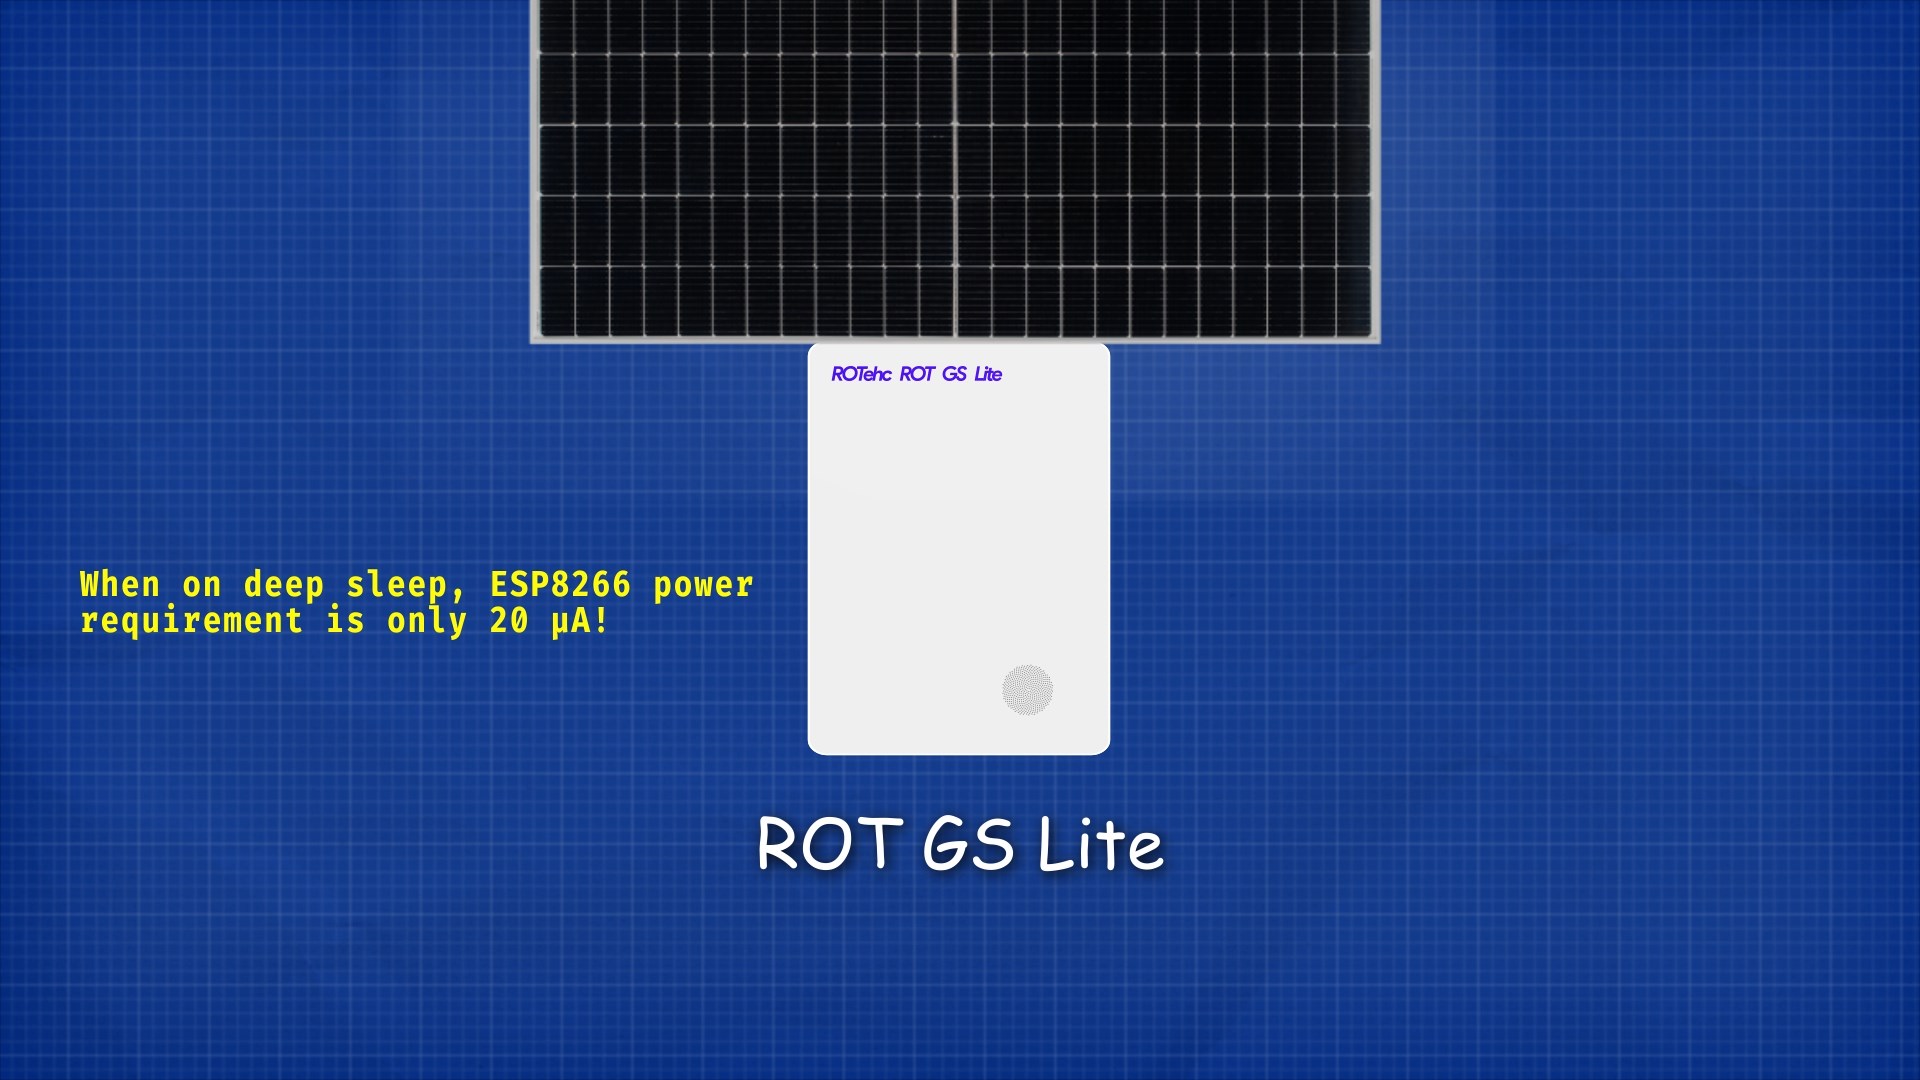 ROTehc ROT GS Lite
When on deep sleep, ESP8266 power
requirement is only 20 µA!
ROT GS Lite